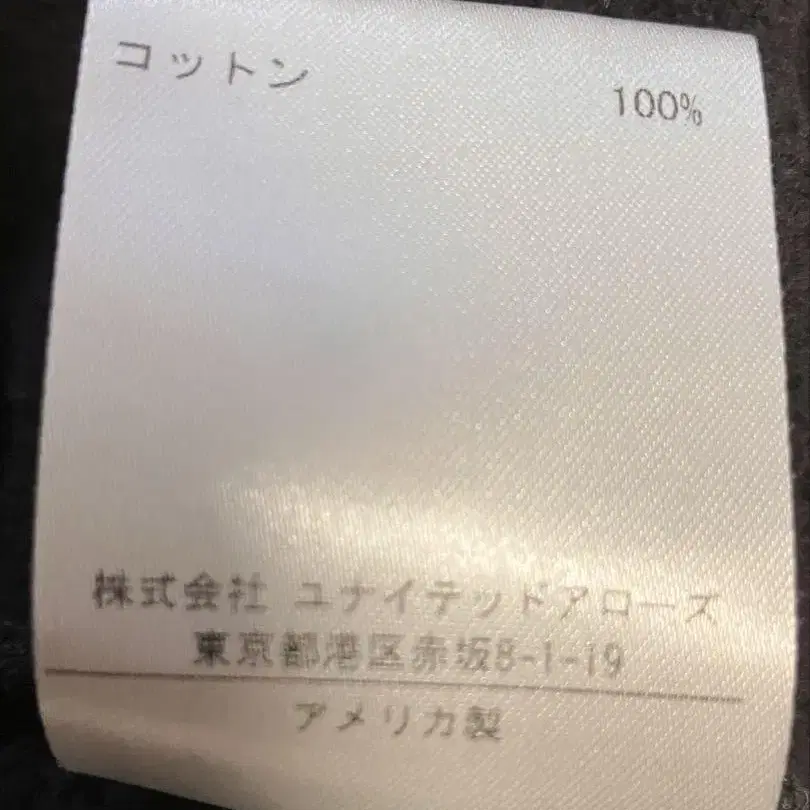 コットン 100%
株式会社 ユナイテッドアローズ
東京都港区赤坂8-1-19
アメリカ製